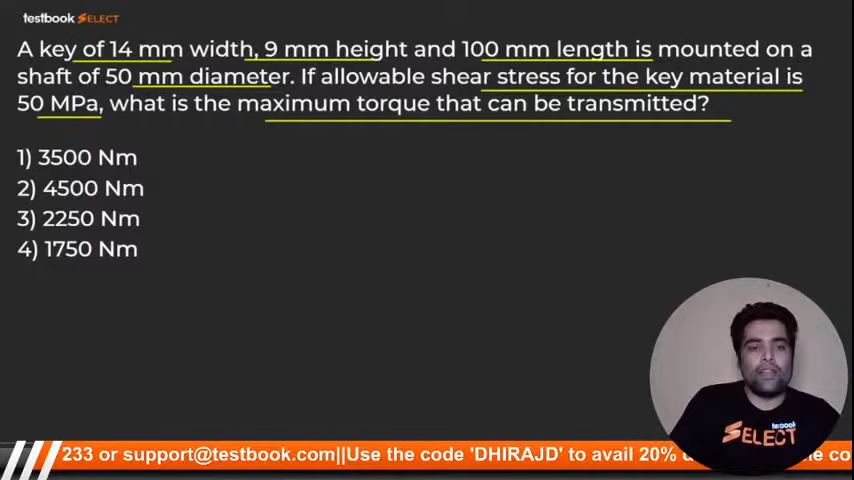 testbook SELECT
A key of 14 mm width, 9 mm height and 100 mm length is mounted on a
shaft of 50 mm diameter. If allowable shear stress for the key material is
50 MPa, what is the maximum torque that can be transmitted?
1) 3500 Nm
2) 4500 Nm
3) 2250 Nm
4) 1750 Nm
testbook
SELECT
233 or support@testbook.com||Use the code 'DHIRAJD' to avail 20%